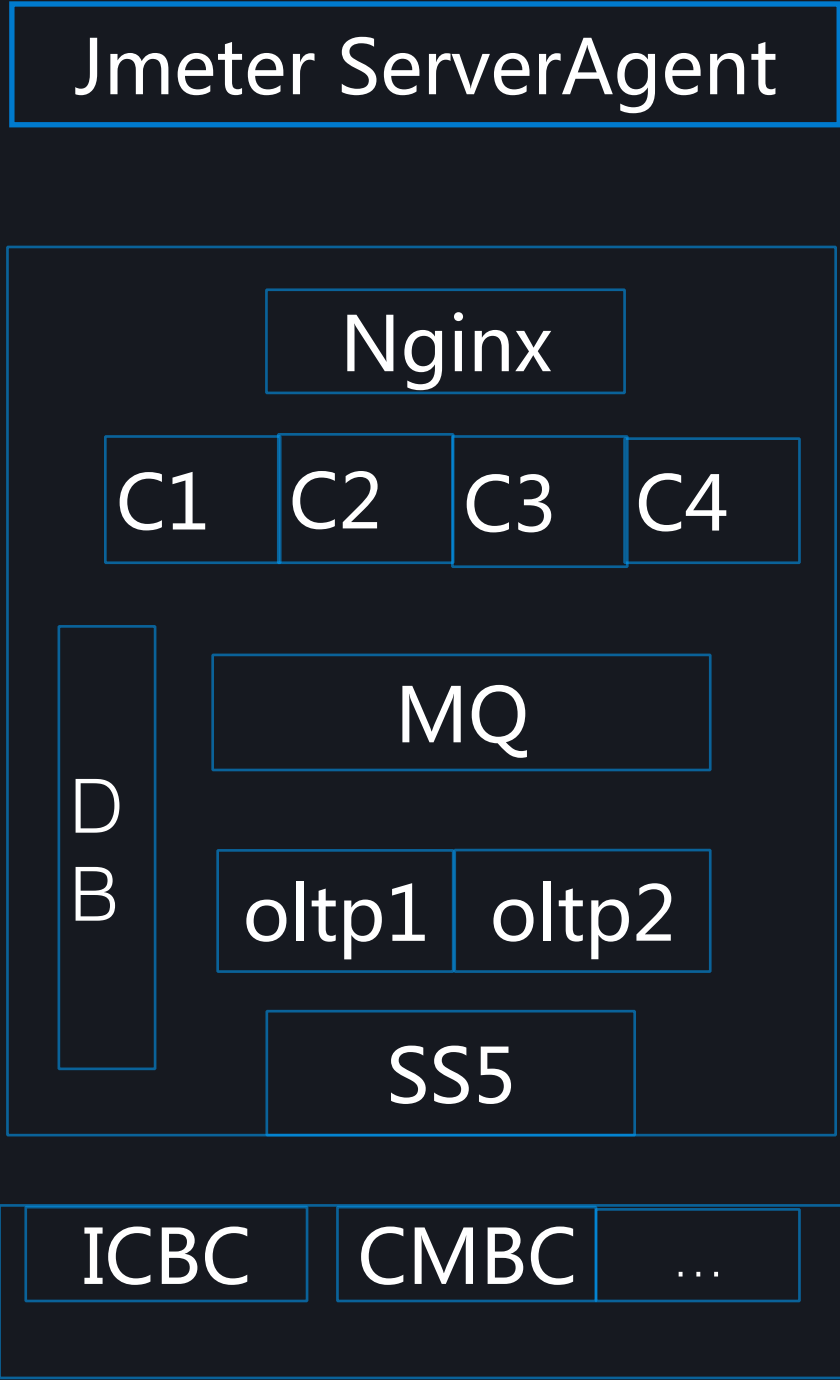 Jmeter ServerAgent
Nginx
C1 C2 C3 C4
MQ
D
B
oltp1 oltp2
SS5
ICBC CMBC ...